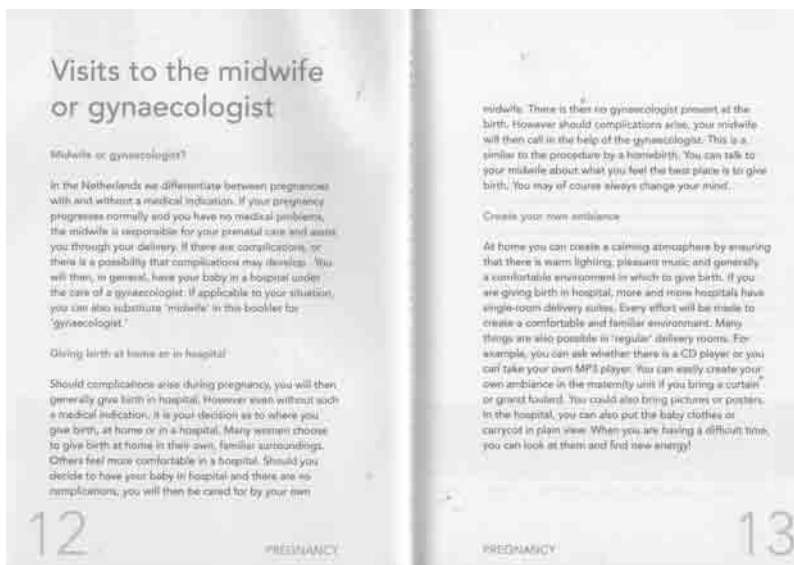 Visits to the midwife
or gynaecologist
Midwife or gynaecologist?
In the Netherlands we differentiate between pregnancies
with and without a medical indication. If your pregnancy
progresses normally and you have no medical problems,
the midwife is responsible for your prenatal care and assist
you through your delivery. If there are complications, or
there is a possibility that complications may develop. You
will then, in general, have your baby in a hospital under
the care of a gynaecologist. If applicable to your situation,
you can also substitute 'midwife' in this booklet for
'gynaecologist.'
Giving birth at home or in hospital
Should complications arise during pregnancy, you will then
generally give birth in hospital. However even without such
a medical indication, it is your decision as to where you
give birth, at home or in a hospital. Many women choose
to give birth at home in their own, familiar surroundings.
Others feel more comfortable in a hospital. Should you
decide to have your baby in hospital and there are no
complications, you will then be cared for by your own
12
PREGNANCY
midwife. There is then no gynaecologist present at the
birth. However should complications arise, your midwife
will then call in the help of the gynaecologist. This is a
similar to the procedure by a homebirth. You can talk to
your midwife about what you feel the best place is to give
birth. You may of course always change your mind.
Create your own ambience
At home you can create a calming atmosphere by ensuring
that there is warm lighting, pleasant music and generally
a comfortable environment in which to give birth. If you
are giving birth in hospital, more and more hospitals have
single-room delivery suites. Every effort will be made to
create a comfortable and familiar environment. Many
things are also possible in 'regular' delivery rooms. For
example, you can ask whether there is a CD player or you
can take your own MP3 player. You can easily create your
own ambiance in the maternity unit if you bring a curtain
or grand foulard. You could also bring pictures or posters.
In the hospital, you can also put the baby clothes or
carrycot in plain view. When you are having a difficult time,
you can look at them and find new energy!
PREGNANCY
13